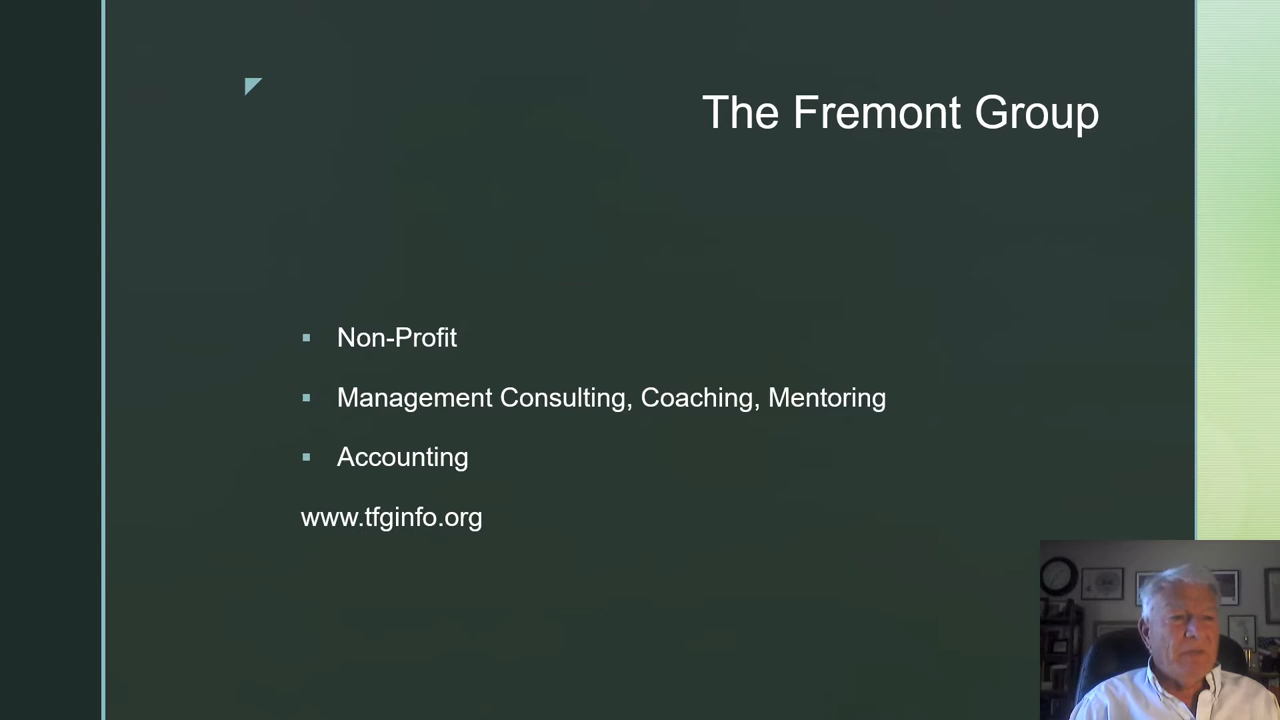 The Fremont Group
▪ Non-Profit
▪ Management Consulting, Coaching, Mentoring
▪ Accounting
www.tfginfo.org